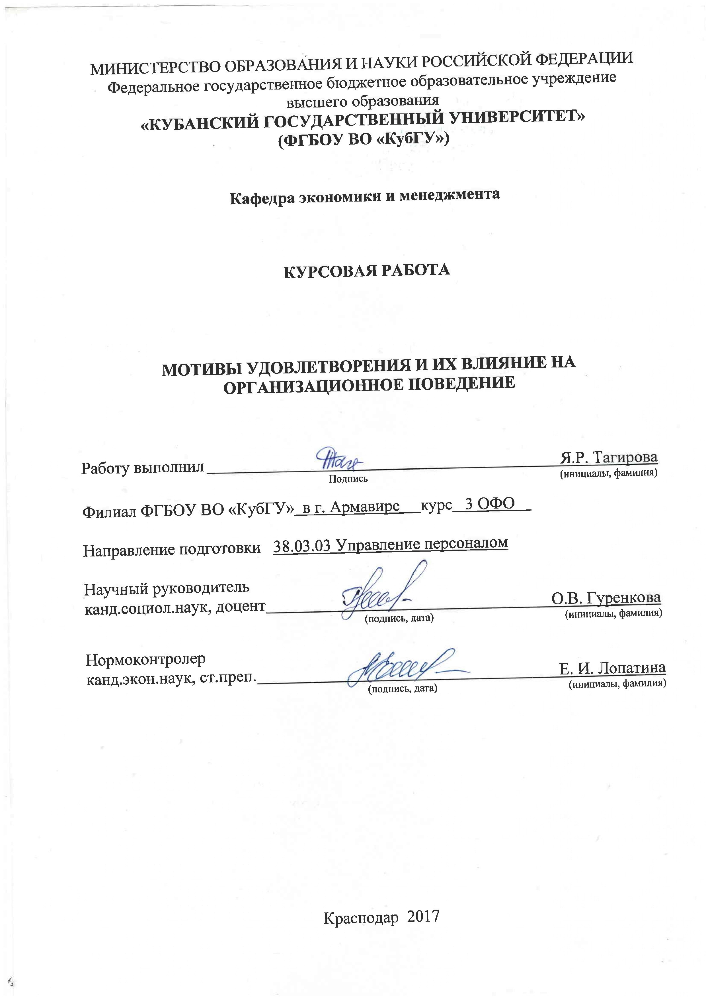 МИНИСТЕРСТВО ОБРАЗОВАНИЯ И НАУКИ РОССИЙСКОЙ ФЕДЕРАЦИИ
Федеральное государственное бюджетное образовательное учреждение
высшего образования
«КУБАНСКИЙ ГОСУДАРСТВЕННЫЙ УНИВЕРСИТЕТ»
(ФГБОУ ВО «КубГУ»)
Кафедра экономики и менеджмента
КУРСОВАЯ РАБОТА
МОТИВЫ УДОВЛЕТВОРЕНИЯ И ИХ ВЛИЯНИЕ НА
ОРГАНИЗАЦИОННОЕ ПОВЕДЕНИЕ
Работу выполнил Я.Р. Тагирова
Подпись (инициалы, фамилия)
Филиал ФГБОУ ВО «КубГУ» в г. Армавире курс 3 ОФО
Направление подготовки 38.03.03 Управление персоналом
Научный руководитель
канд.социол.наук, доцент О.В. Гуренкова
(подпись, дата) (инициалы, фамилия)
Нормоконтролер
канд.экон.наук, ст.преп. Е. И. Лопатина
(подпись, дата) (инициалы, фамилия)
Краснодар 2017